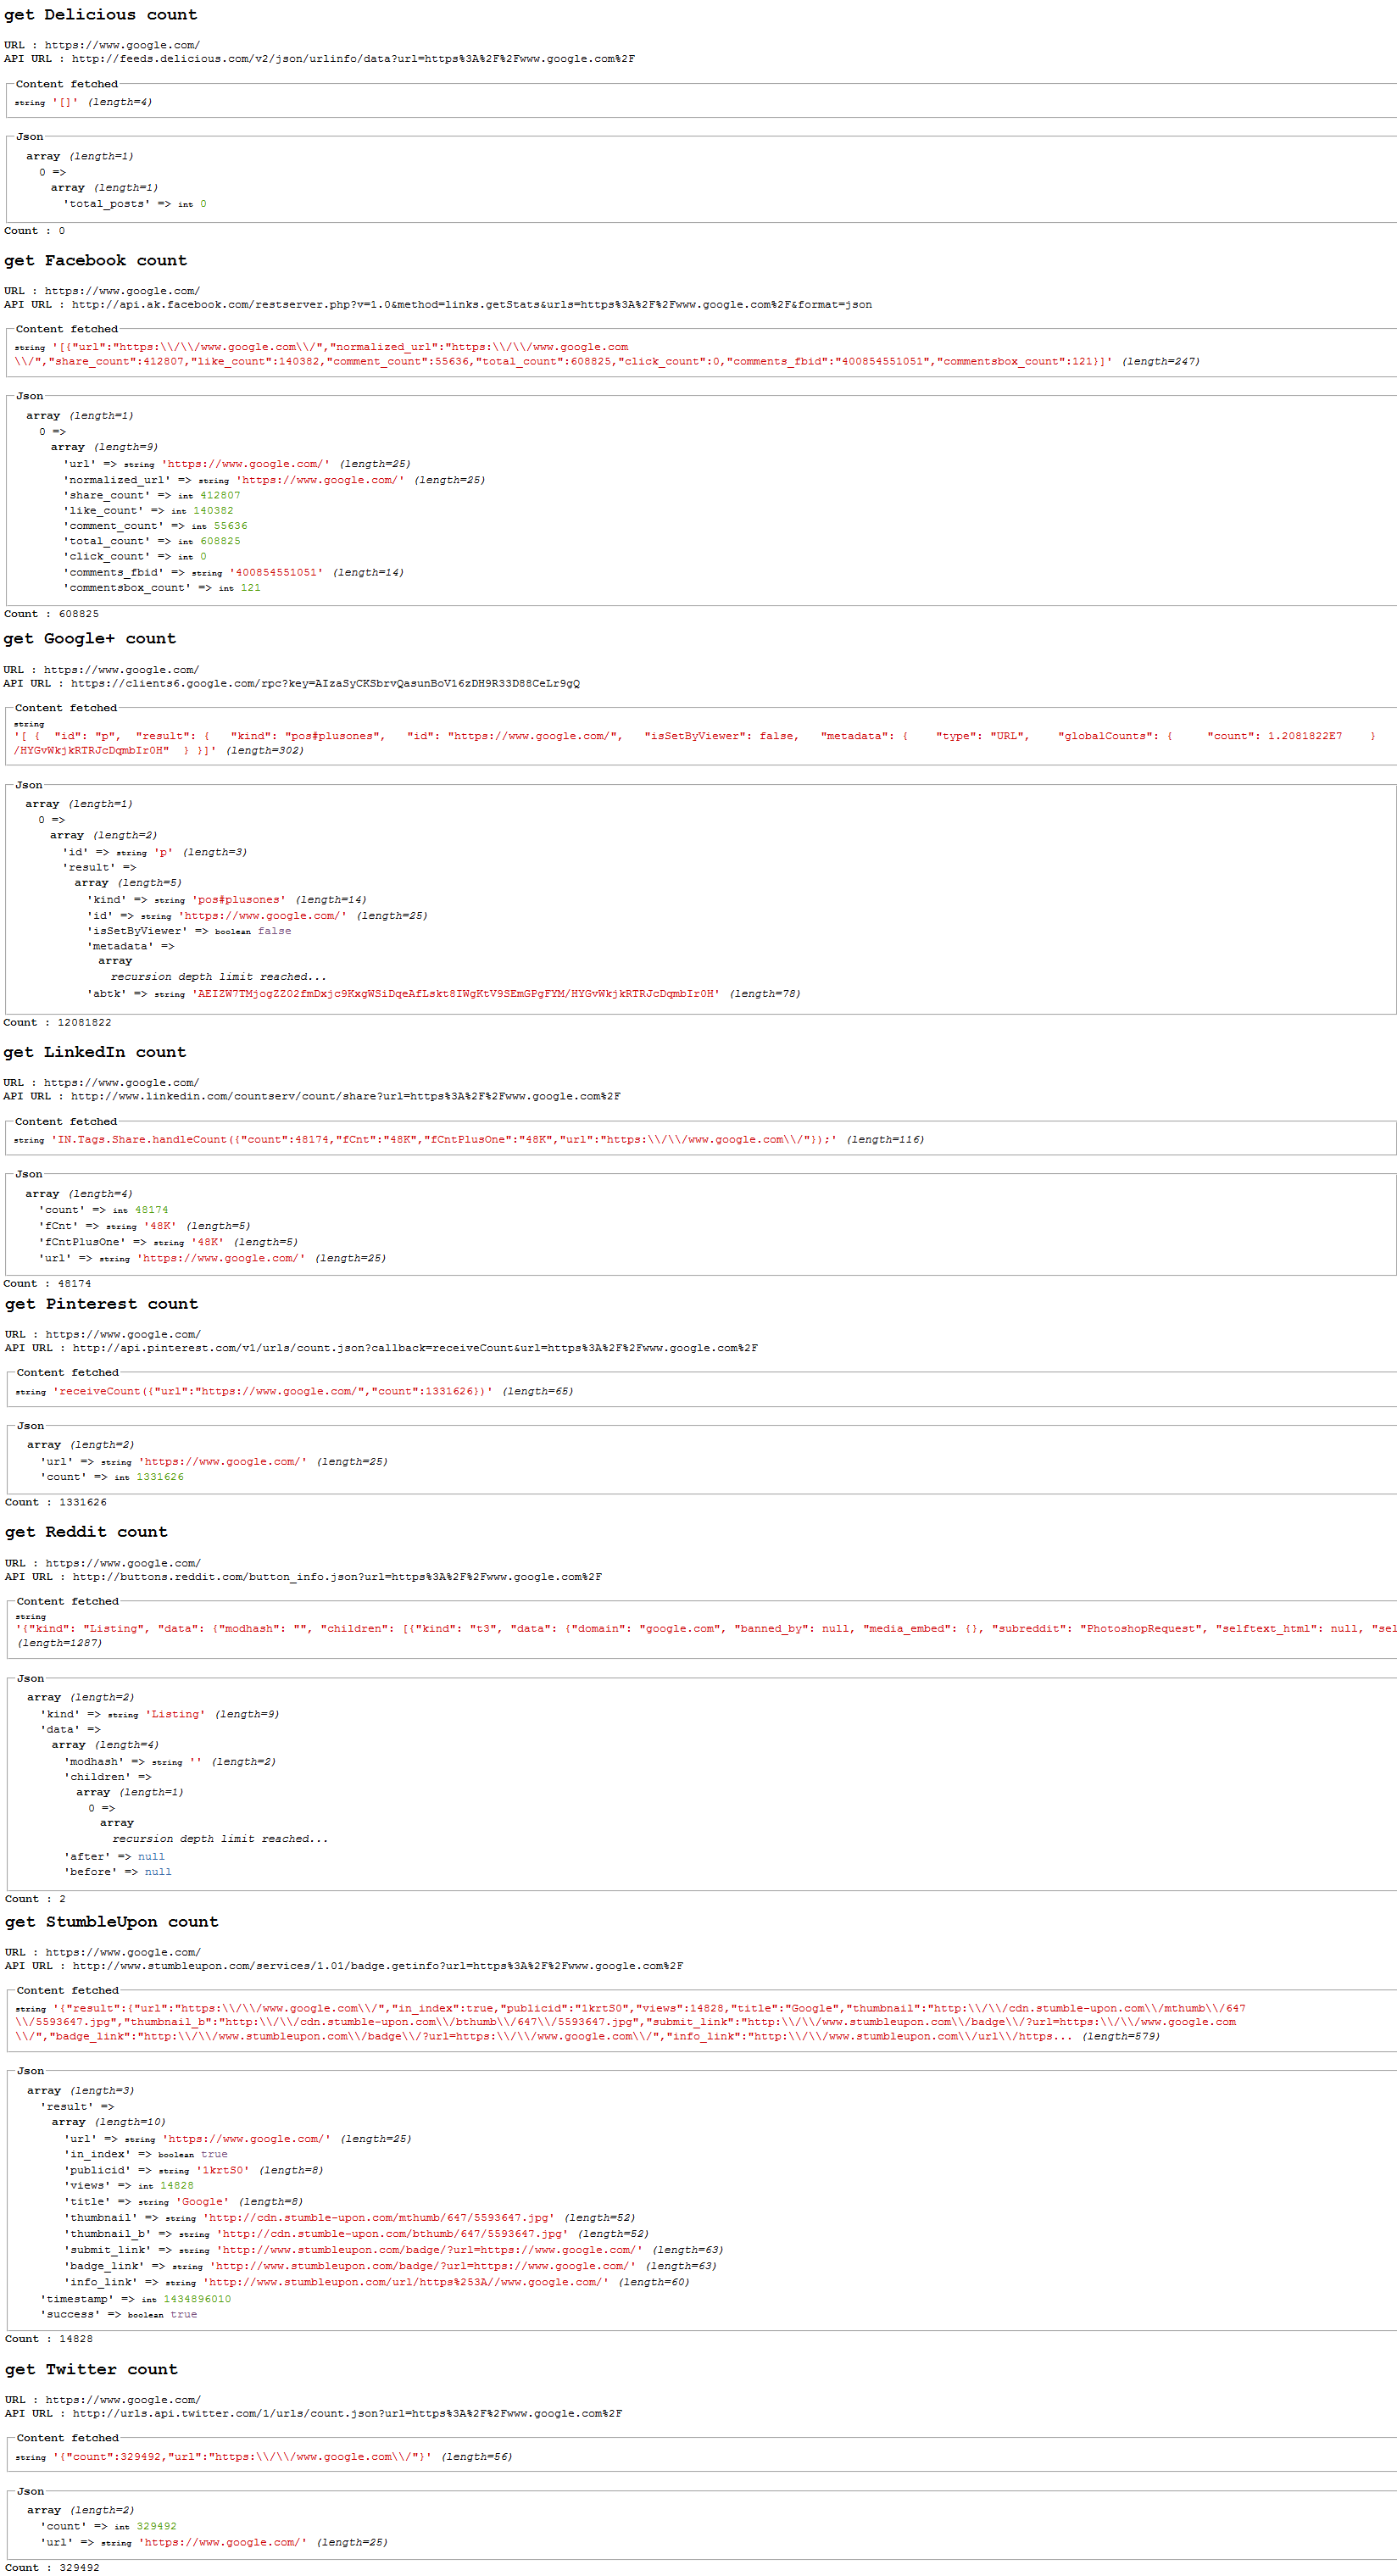 get Delicious count
URL : https://www.google.com/
API URL : http://feeds.delicious.com/v2/json/urlinfo/data?url=https%3A%2F%2Fwww.google.com%2F
Content fetched
string '[]' (length=4)
Json
array (length=1)
0 =>
array (length=1)
'total_posts' => int 0
Count : 0
get Facebook count
URL : https://www.google.com/
API URL : http://api.ak.facebook.com/restserver.php?v=1.0&method=links.getStats&urls=https%3A%2F%2Fwww.google.com%2F&format=json
Content fetched
string '[{"url":"https:\\/\\/www.google.com\\/","normalized_url":"https:\\/\\/www.google.com
\\/","share_count":412807,"like_count":140382,"comment_count":55636,"total_count":608825,"click_count":0,"comments_fbid":"400854551051","commentsbox_count":121}]' (length=247)
Json
array (length=1)
0 =>
array (length=9)
'url' => string 'https://www.google.com/' (length=25)
'normalized_url' => string 'https://www.google.com/' (length=25)
'share_count' => int 412807
'like_count' => int 140382
'comment_count' => int 55636
'total_count' => int 608825
'click_count' => int 0
'comments_fbid' => string '400854551051' (length=14)
'commentsbox_count' => int 121
Count : 608825
get Google+ count
URL : https://www.google.com/
API URL : https://clients6.google.com/rpc?key=AIzaSyCKSbrvQasunBoV16zDH9R33D88CeLr9gQ
Content fetched
string
'[ { "id": "p", "result": { "kind": "pos#plusones", "id": "https://www.google.com/", "isSetByViewer": false, "metadata": { "type": "URL", "globalCounts": { "count": 1.2081822E7 }
/HYGvWkjkRTRJcDqmbIr0H" } }]' (length=302)
Json
array (length=1)
0 =>
array (length=2)
'id' => string 'p' (length=3)
'result' =>
array (length=5)
'kind' => string 'pos#plusones' (length=14)
'id' => string 'https://www.google.com/' (length=25)
'isSetByViewer' => boolean false
'metadata' =>
array
recursion depth limit reached...
'abtk' => string 'AEIZW7TMjogZZ02fmDxjc9KxgWSiDqeAfLskt8IWgKtV9SEmGPgFYM/HYGvWkjkRTRJcDqmbIr0H' (length=78)
Count : 12081822
get LinkedIn count
URL : https://www.google.com/
API URL : http://www.linkedin.com/countserv/count/share?url=https%3A%2F%2Fwww.google.com%2F
Content fetched
string 'IN.Tags.Share.handleCount({"count":48174,"fCnt":"48K","fCntPlusOne":"48K","url":"https:\\/\\/www.google.com\\/"});' (length=116)
Json
array (length=4)
'count' => int 48174
'fCnt' => string '48K' (length=5)
'fCntPlusOne' => string '48K' (length=5)
'url' => string 'https://www.google.com/' (length=25)
Count : 48174
get Pinterest count
URL : https://www.google.com/
API URL : http://api.pinterest.com/v1/urls/count.json?callback=receiveCount&url=https%3A%2F%2Fwww.google.com%2F
Content fetched
string 'receiveCount({"url":"https://www.google.com/","count":1331626})' (length=65)
Json
array (length=2)
'url' => string 'https://www.google.com/' (length=25)
'count' => int 1331626
Count : 1331626
get Reddit count
URL : https://www.google.com/
API URL : http://buttons.reddit.com/button_info.json?url=https%3A%2F%2Fwww.google.com%2F
Content fetched
string
'{"kind": "Listing", "data": {"modhash": "", "children": [{"kind": "t3", "data": {"domain": "google.com", "banned_by": null, "media_embed": {}, "subreddit": "PhotoshopRequest", "selftext_html": null, "sel
(length=1287)
Json
array (length=2)
'kind' => string 'Listing' (length=9)
'data' =>
array (length=4)
'modhash' => string '' (length=2)
'children' =>
array (length=1)
0 =>
array
recursion depth limit reached...
'after' => null
'before' => null
Count : 2
get StumbleUpon count
URL : https://www.google.com/
API URL : http://www.stumbleupon.com/services/1.01/badge.getinfo?url=https%3A%2F%2Fwww.google.com%2F
Content fetched
string '{"result":{"url":"https:\\/\\/www.google.com\\/","in_index":true,"publicid":"1krtS0","views":14828,"title":"Google","thumbnail":"http:\\/\\/cdn.stumble-upon.com\\/mthumb\\/647
\\/5593647.jpg","thumbnail_b":"http:\\/\\/cdn.stumble-upon.com\\/bthumb\\/647\\/5593647.jpg","submit_link":"http:\\/\\/www.stumbleupon.com\\/badge\\/?url=https:\\/\\/www.google.com
\\/","badge_link":"http:\\/\\/www.stumbleupon.com\\/badge\\/?url=https:\\/\\/www.google.com\\/","info_link":"http:\\/\\/www.stumbleupon.com\\/url\\/https... (length=579)
Json
array (length=3)
'result' =>
array (length=10)
'url' => string 'https://www.google.com/' (length=25)
'in_index' => boolean true
'publicid' => string '1krtS0' (length=8)
'views' => int 14828
'title' => string 'Google' (length=8)
'thumbnail' => string 'http://cdn.stumble-upon.com/mthumb/647/5593647.jpg' (length=52)
'thumbnail_b' => string 'http://cdn.stumble-upon.com/bthumb/647/5593647.jpg' (length=52)
'submit_link' => string 'http://www.stumbleupon.com/badge/?url=https://www.google.com/' (length=63)
'badge_link' => string 'http://www.stumbleupon.com/badge/?url=https://www.google.com/' (length=63)
'info_link' => string 'http://www.stumbleupon.com/url/https%253A//www.google.com/' (length=60)
'timestamp' => int 1434896010
'success' => boolean true
Count : 14828
get Twitter count
URL : https://www.google.com/
API URL : http://urls.api.twitter.com/1/urls/count.json?url=https%3A%2F%2Fwww.google.com%2F
Content fetched
string '{"count":329492,"url":"https:\\/\\/www.google.com\\/"}' (length=56)
Json
array (length=2)
'count' => int 329492
'url' => string 'https://www.google.com/' (length=25)
Count : 329492